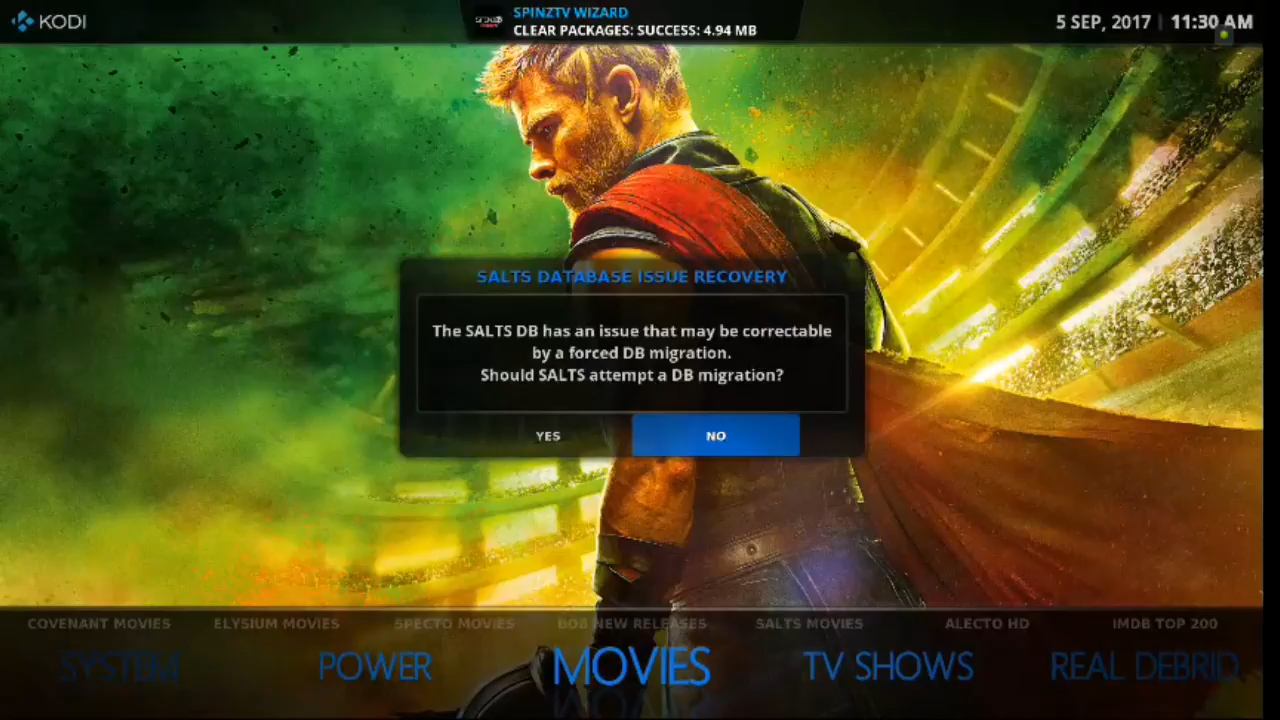 KODI
SPINZTV WIZARD
CLEAR PACKAGES: SUCCESS: 4.94 MB
5 SEP, 2017 | 11:30 AM
SALTS DATABASE ISSUE RECOVERY
The SALTS DB has an issue that may be correctable
by a forced DB migration.
Should SALTS attempt a DB migration?
YES
NO
COVENANT MOVIES
ELYSIUM MOVIES
SPECTO MOVIES
BOB NEW RELEASES
SALTS MOVIES
ALECTO HD
IMDB TOP 200
SYSTEM
POWER
MOVIES
TV SHOWS
REAL DEBRID